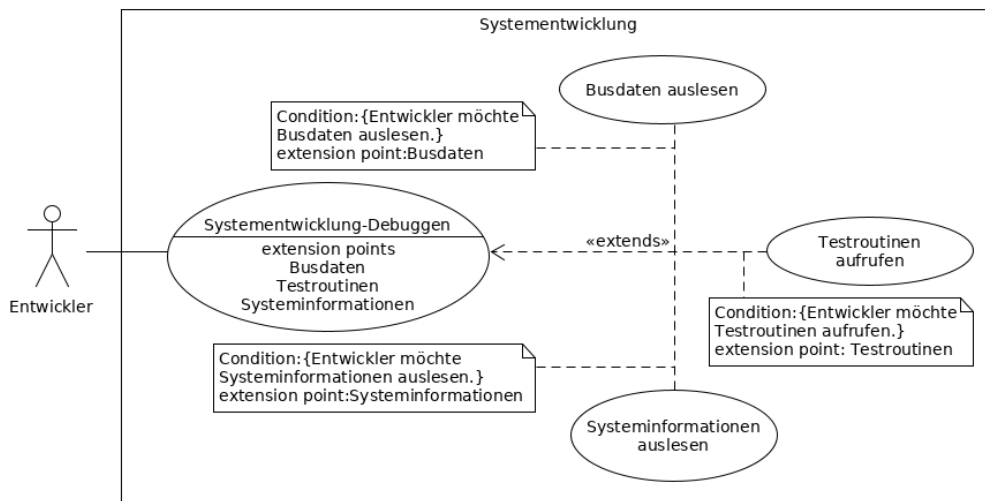 Systementwicklung
Busdaten auslesen
Condition:{Entwickler möchte
Busdaten auslesen.}
extension point:Busdaten
Systementwicklung-Debuggen
extension points
Busdaten
Testroutinen
Systeminformationen
«extends»
Testroutinen
aufrufen
Entwickler
Condition:{Entwickler möchte
Testroutinen aufrufen.}
extension point: Testroutinen
Condition:{Entwickler möchte
Systeminformationen auslesen.}
extension point:Systeminformationen
Systeminformationen
auslesen